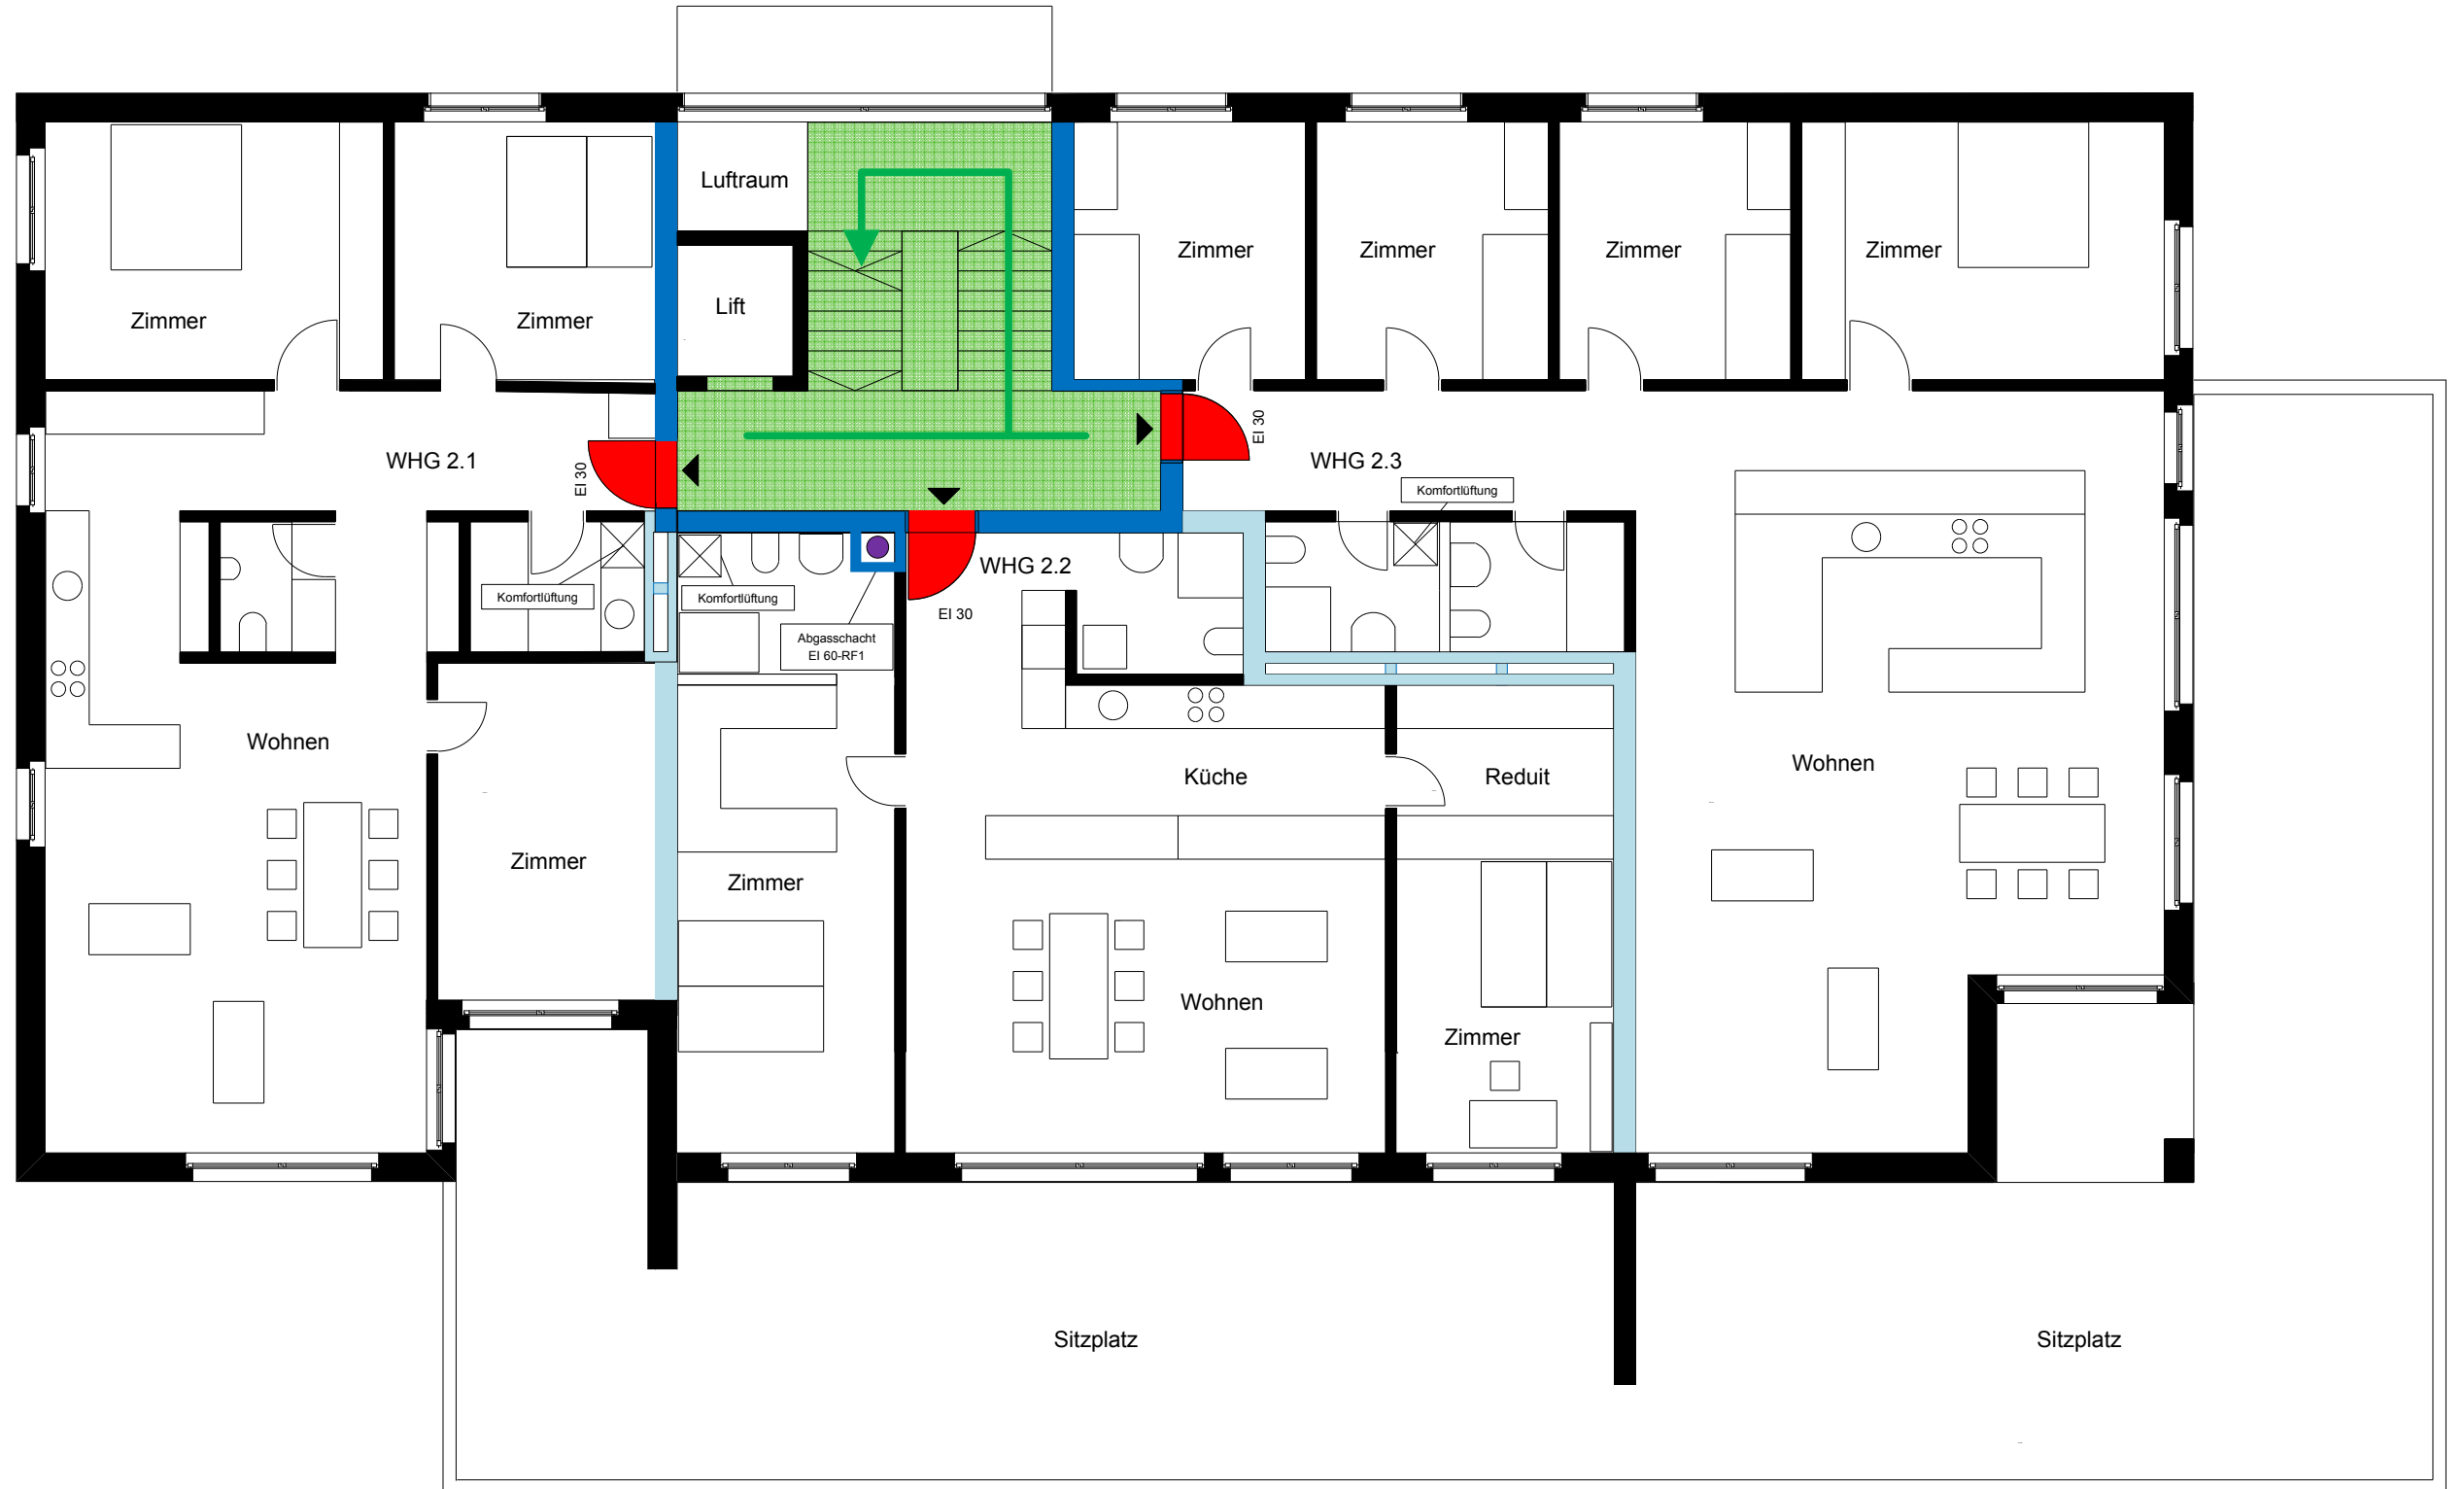 Luftraum
Zimmer
Zimmer
Zimmer
Zimmer
Lift
Zimmer
Zimmer
EI 30
WHG 2.1
EI 30
WHG 2.3
Komfortlüftung
WHG 2.2
Komfortlüftung
Komfortlüftung
EI 30
Abgasschacht
EI 60-RF1
Wohnen
Küche
Reduit
Wohnen
Zimmer
Zimmer
Wohnen
Zimmer
Sitzplatz
Sitzplatz